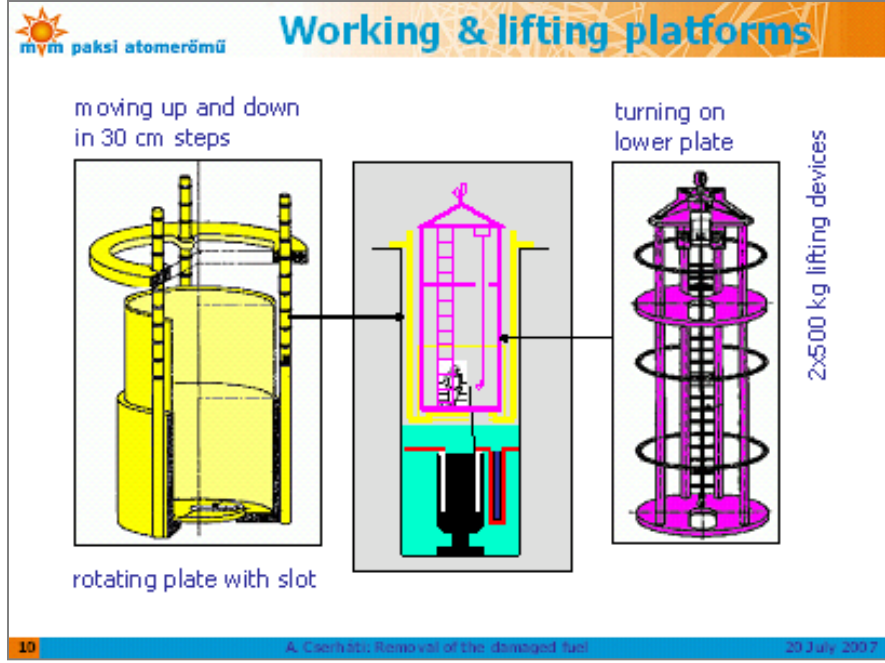 mvm paksi atomerőmű
Working & lifting platforms
moving up and down
in 30 cm steps
turning on
lower plate
2x500 kg lifting devices
rotating plate with slot
10
A. Cserháti: Removal of the damaged fuel
20 July 2007